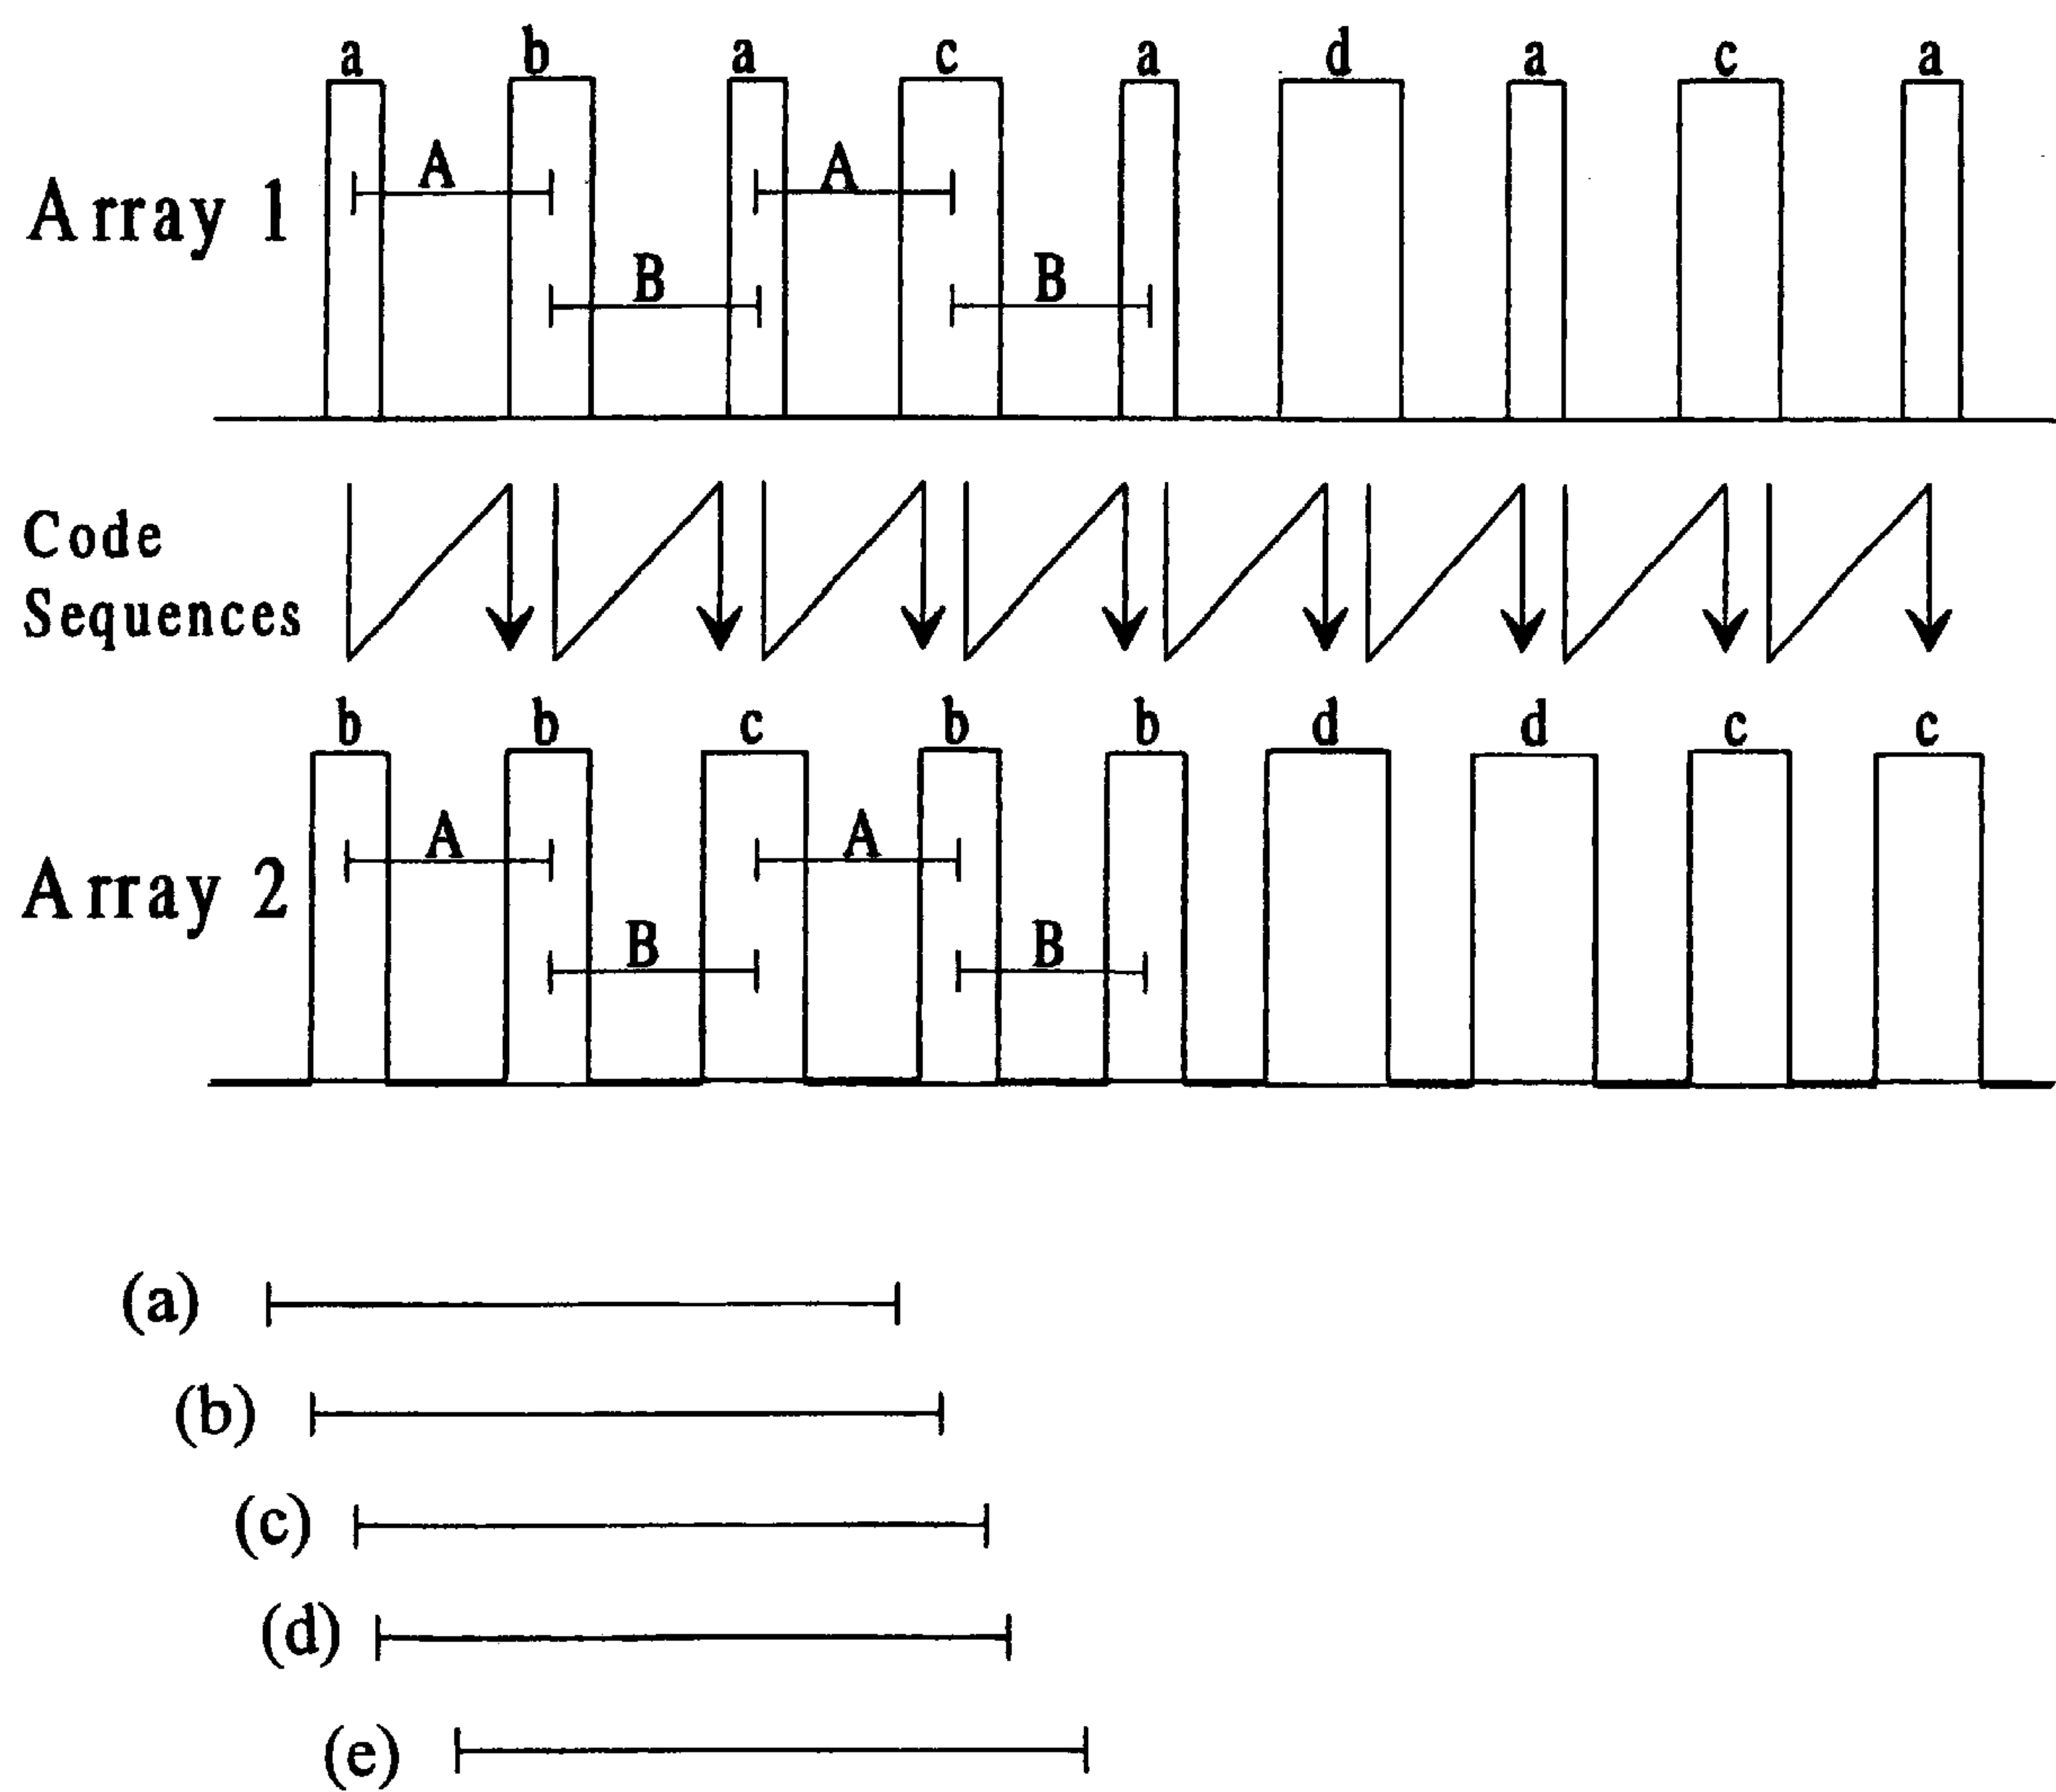 a b a c a d a c a
A A
Array 1
B B
Code
Sequences
b b c b b d d c c
A A
Array 2
B B
(a)
(b)
(c)
(d)
(e)